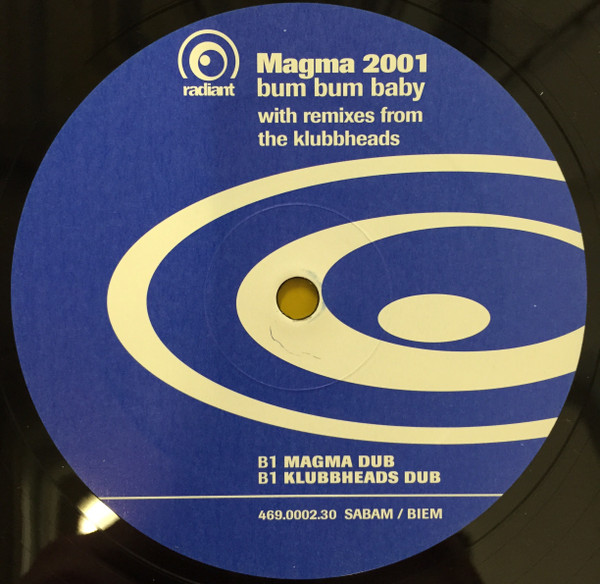 radiant
Magma 2001
bum bum baby
with remixes from
the klubbheads
B1 MAGMA DUB
B1 KLUBBHEADS DUB
469.0002.30 SABAM / BIEM